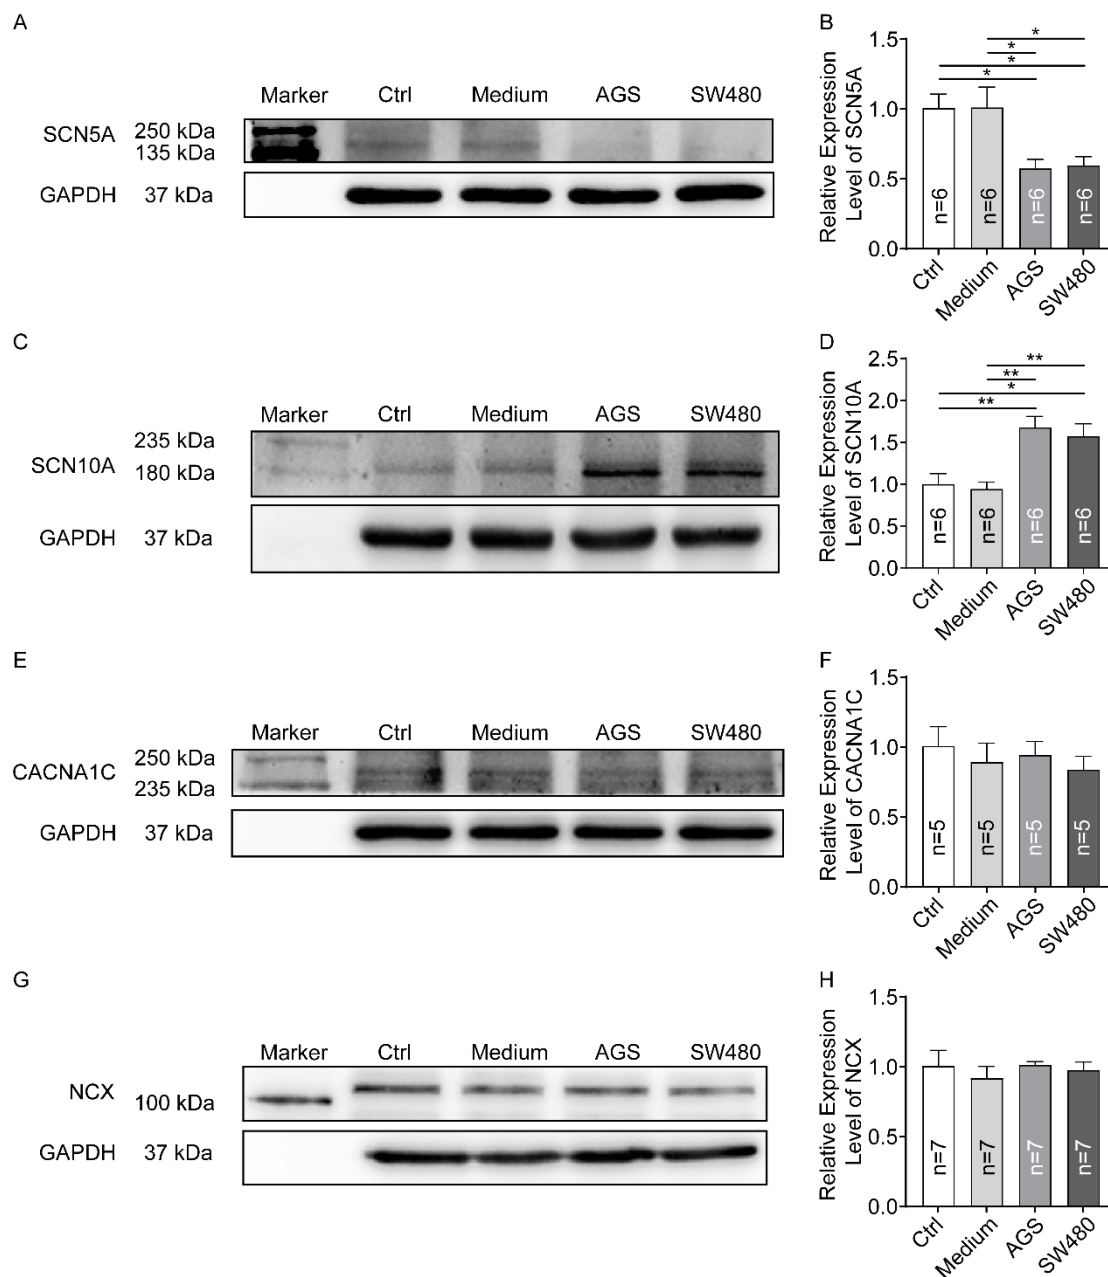 A
Marker Ctrl Medium AGS SW480
SCN5A 250 kDa
135 kDa
GAPDH 37 kDa
B
Relative Expression
Level of SCN5A
1.5
1.0
0.5
0.0
* 
*
*
*
n=6 n=6 n=6 n=6
Ctrl Medium AGS SW480
C
Marker Ctrl Medium AGS SW480
235 kDa
SCN10A 180 kDa
GAPDH 37 kDa
D
Relative Expression
Level of SCN10A
2.5
2.0
1.5
1.0
0.5
0.0
**
**
*
**
n=6 n=6 n=6 n=6
Ctrl Medium AGS SW480
E
Marker Ctrl Medium AGS SW480
250 kDa
CACNA1C
235 kDa
GAPDH 37 kDa
F
Relative Expression
Level of CACNA1C
1.5
1.0
0.5
0.0
n=5 n=5 n=5 n=5
Ctrl Medium AGS SW480
G
Marker Ctrl Medium AGS SW480
NCX
100 kDa
GAPDH 37 kDa
H
Relative Expression
Level of NCX
1.5
1.0
0.5
0.0
n=7 n=7 n=7 n=7
Ctrl Medium AGS SW480